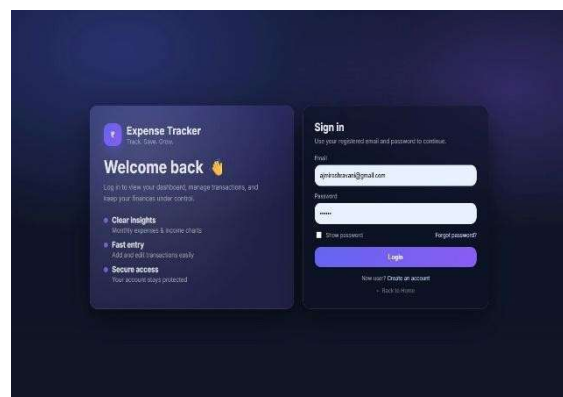 ₹
Expense Tracker
Track. Save. Grow.
Welcome back 👋
Log in to view your dashboard, manage transactions, and
keep your finances under control.
Clear insights
Monthly expenses & income charts
Fast entry
Add and edit transactions easily
Secure access
Your account stays protected
Sign in
Use your registered email and password to continue.
Email
Password
••••••
Show password
Forgot password?
Login
New user? Create an account
← Back to Home